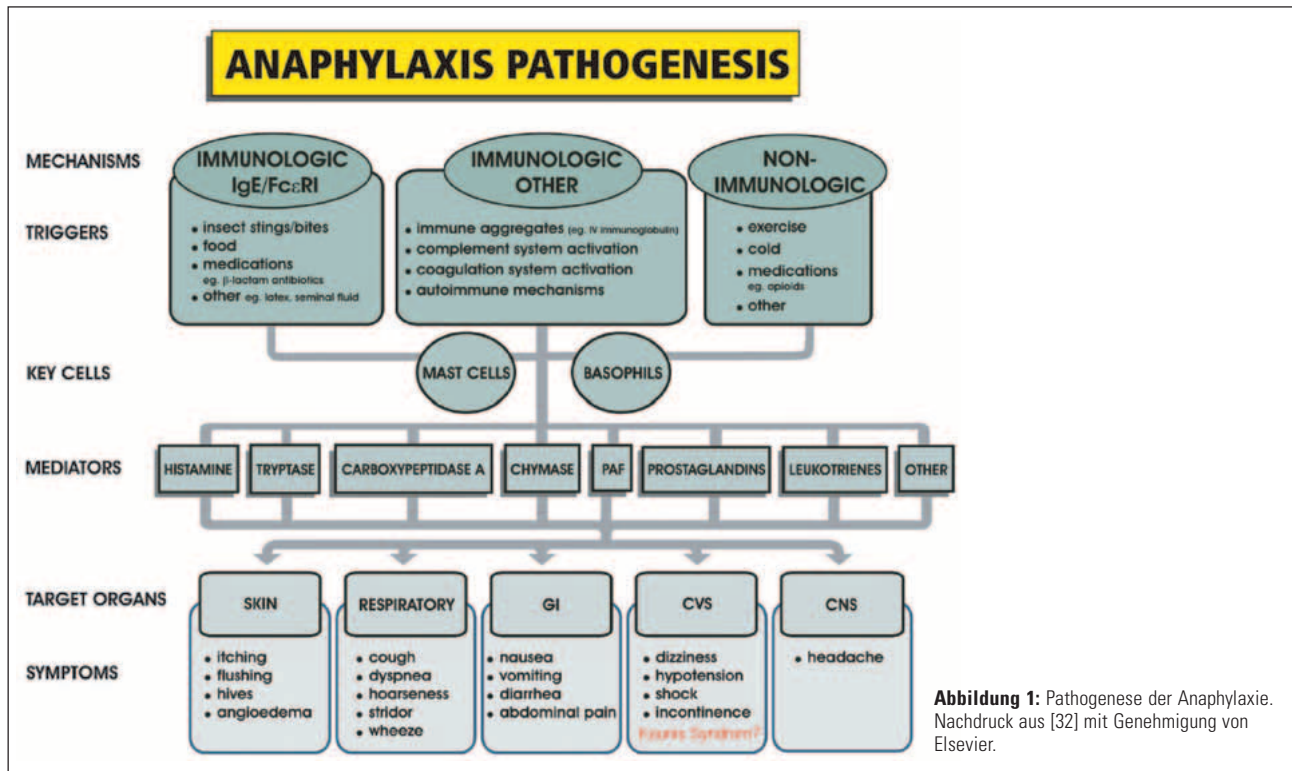 ANAPHYLAXIS PATHOGENESIS
MECHANISMS
IMMUNOLOGIC
IgE/FcεRI
IMMUNOLOGIC
OTHER
NON-
IMMUNOLOGIC
TRIGGERS
• insect stings/bites
• food
• medications
eg. β-lactam antibiotics
• other eg. latex, seminal fluid
• immune aggregates (eg. IV immunoglobulin)
• complement system activation
• coagulation system activation
• autoimmune mechanisms
• exercise
• cold
• medications
eg. opioids
• other
KEY CELLS
MAST CELLS
BASOPHILS
MEDIATORS
HISTAMINE
TRYPTASE
CARBOXYPEPTIDASE A
CHYMASE
PAF
PROSTAGLANDINS
LEUKOTRIENES
OTHER
TARGET ORGANS
SKIN
RESPIRATORY
GI
CVS
CNS
SYMPTOMS
• itching
• flushing
• hives
• angioedema
• cough
• dyspnea
• hoarseness
• stridor
• wheeze
• nausea
• vomiting
• diarrhea
• abdominal pain
• dizziness
• hypotension
• shock
• incontinence
Kounis Syndrom?
• headache
Abbildung 1: Pathogenese der Anaphylaxie.
Nachdruck aus [32] mit Genehmigung von
Elsevier.